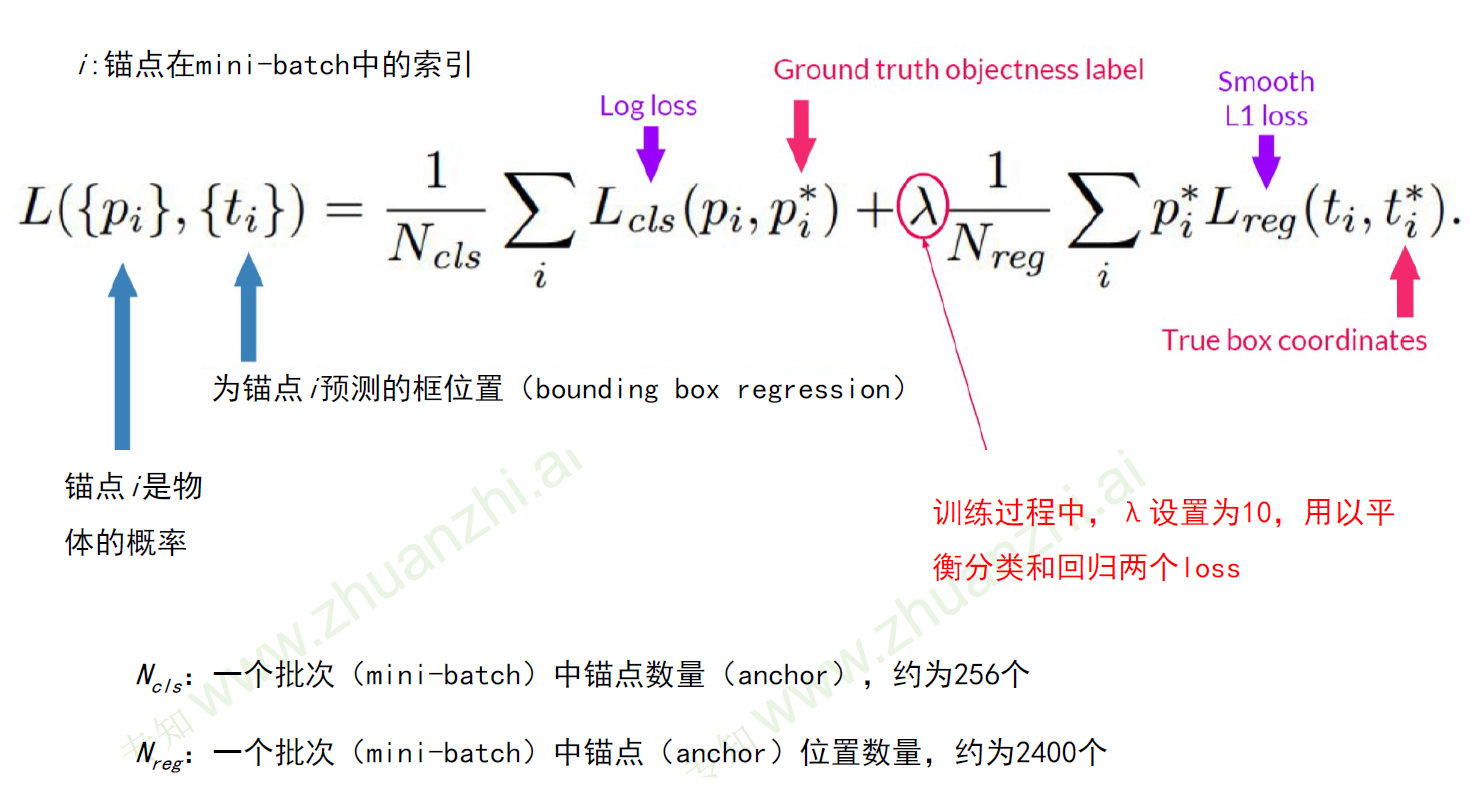 i:锚点在mini-batch中的索引
Ground truth objectness label
Smooth
L1 loss
Log loss
L({p_i}, {t_i}) = \frac{1}{N_{cls}} \sum_i L_{cls}(p_i, p_i^*) + λ \frac{1}{N_{reg}} \sum_i p_i^* L_{reg}(t_i, t_i^*).
True box coordinates
为锚点i预测的框位置（bounding box regression）
锚点i是物
体的概率
训练过程中，λ设置为10，用以平
衡分类和回归两个loss
N_{cls}：一个批次（mini-batch）中锚点数量（anchor），约为256个
N_{reg}：一个批次（mini-batch）中锚点（anchor）位置数量，约为2400个
专知 www.zhuanzhi.ai
专知 www.zhuanzhi.ai